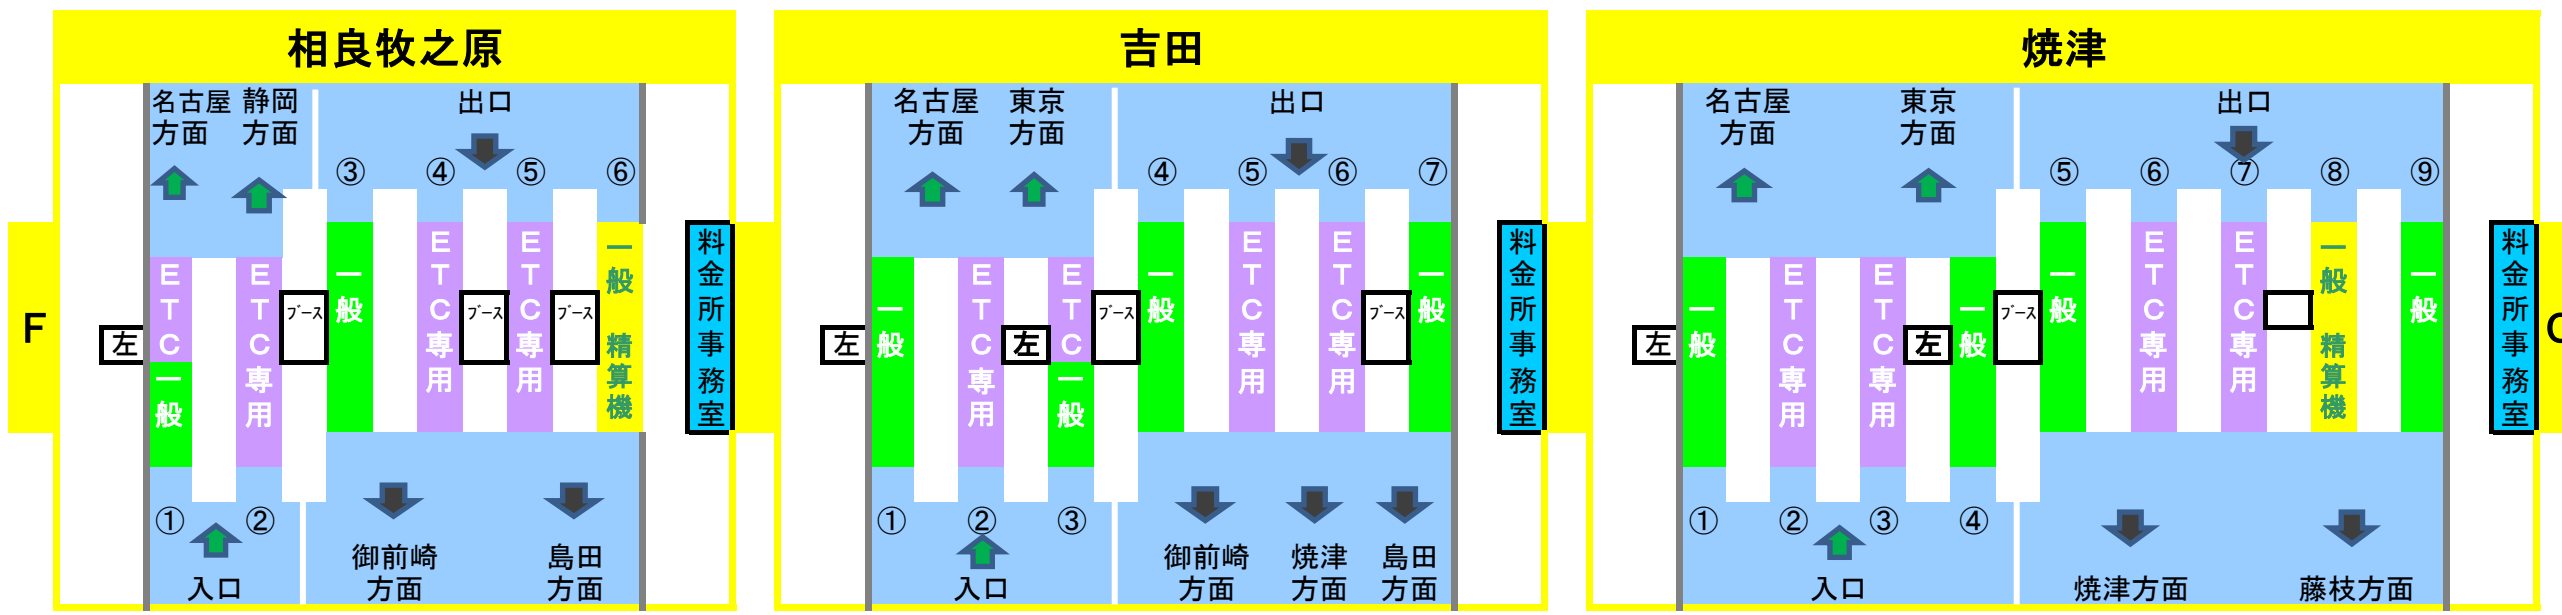 相良牧之原
名古屋方面
静岡方面
出口
③
④
⑤
⑥
ETC一般
ETC専用
一般
ETC専用
ETC専用
一般 精算機
左
ブース
ブース
ブース
料金所事務室
F
①
②
入口
御前崎方面
島田方面
吉田
名古屋方面
東京方面
出口
④
⑤
⑥
⑦
一般
ETC専用
ETC一般
一般
ETC専用
ETC専用
一般
左
左
ブース
ブース
料金所事務室
①
②
③
入口
御前崎方面
焼津方面
島田方面
焼津
名古屋方面
東京方面
出口
⑤
⑥
⑦
⑧
⑨
一般
ETC専用
ETC専用
一般
一般
ETC専用
ETC専用
一般 精算機
一般
左
左
ブース
料金所事務室
①
②
③
④
入口
焼津方面
藤枝方面